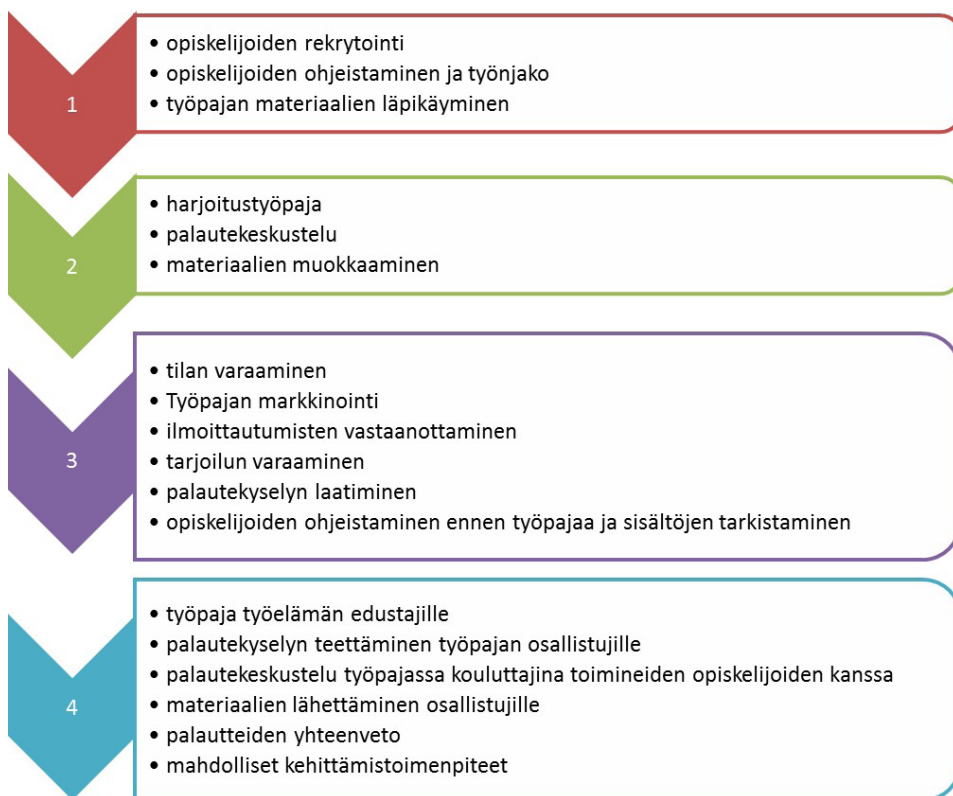 1
• opiskelijoiden rekrytointi
• opiskelijoiden ohjeistaminen ja työnjako
• työpajan materiaalien läpikäyminen
2
• harjoitustyöpaja
• palautekeskustelu
• materiaalien muokkaaminen
3
• tilan varaaminen
• Työpajan markkinointi
• ilmoittautumisten vastaanottaminen
• tarjoilun varaaminen
• palautekyselyn laatiminen
• opiskelijoiden ohjeistaminen ennen työpajaa ja sisältöjen tarkistaminen
4
• työpaja työelämän edustajille
• palautekyselyn teettäminen työpajan osallistujille
• palautekeskustelu työpajassa kouluttajina toimineiden opiskelijoiden kanssa
• materiaalien lähettäminen osallistujille
• palautteiden yhteenveto
• mahdolliset kehittämistoimenpiteet